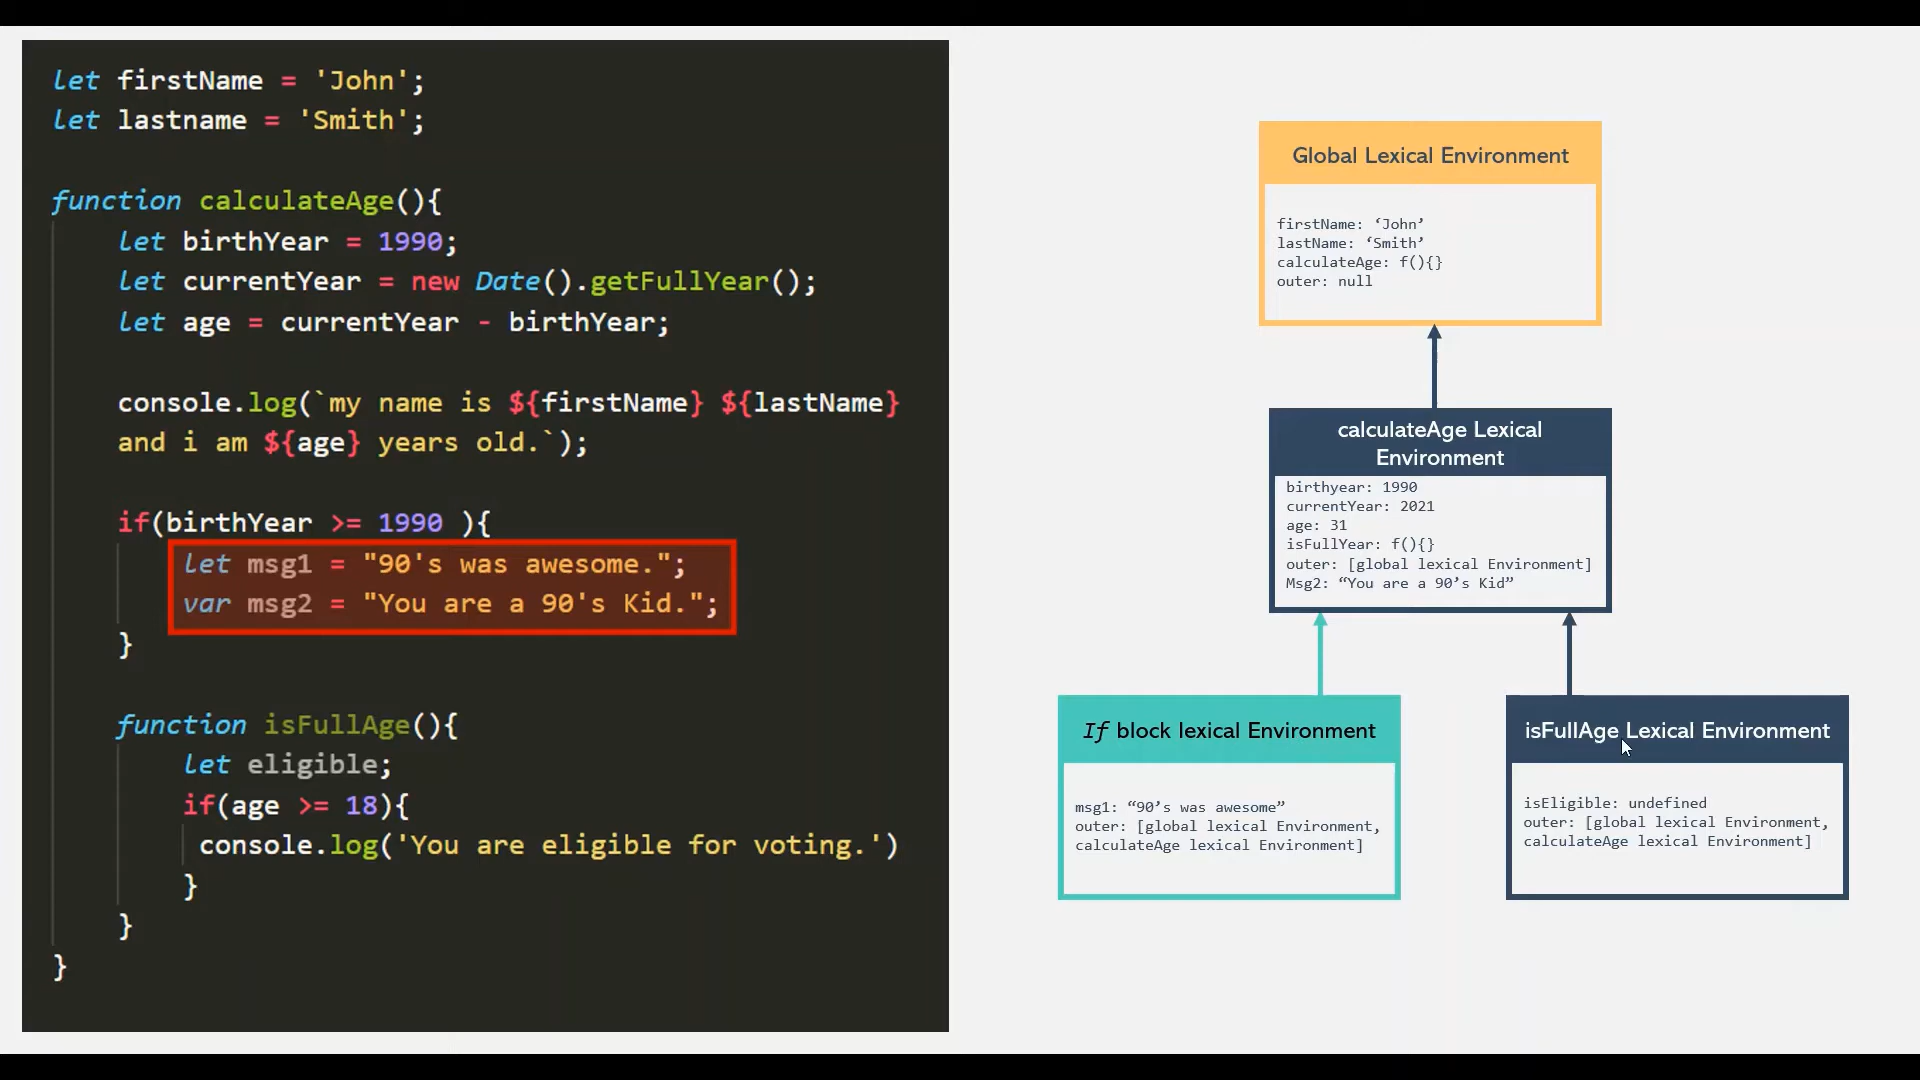 let firstName = 'John';
let lastname = 'Smith';
function calculateAge(){
let birthYear = 1990;
let currentYear = new Date().getFullYear();
let age = currentYear - birthYear;
console.log(`my name is ${firstName} ${lastName}
and i am ${age} years old.`);
if(birthYear >= 1990 ){
let msg1 = "90's was awesome.";
var msg2 = "You are a 90's Kid.";
}
function isFullAge(){
let eligible;
if(age >= 18){
console.log('You are eligible for voting.')
}
}
}
Global Lexical Environment
firstName: ‘John’
lastName: ‘Smith’
calculateAge: f(){}
outer: null
calculateAge Lexical
Environment
birthyear: 1990
currentYear: 2021
age: 31
isFullYear: f(){}
outer: [global lexical Environment]
Msg2: “You are a 90’s Kid”
If block lexical Environment
msg1: “90’s was awesome”
outer: [global lexical Environment,
calculateAge lexical Environment]
isFullAge Lexical Environment
isEligible: undefined
outer: [global lexical Environment,
calculateAge lexical Environment]